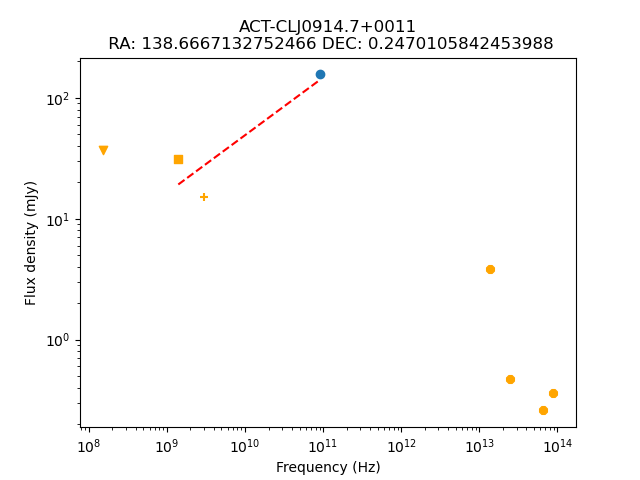 ACT-CLJ0914.7+0011
RA: 138.6667132752466 DEC: 0.2470105842453988
Flux density (mJy)
10²
10¹
10⁰
10⁸ 10⁹ 10¹⁰ 10¹¹ 10¹² 10¹³ 10¹⁴
Frequency (Hz)